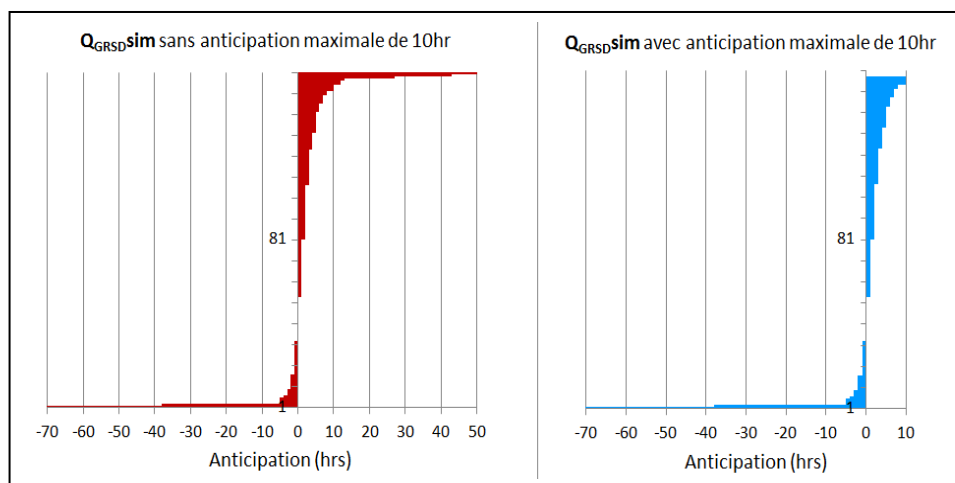 Q_GRSDsim sans anticipation maximale de 10hr
81
1
-70 -60 -50 -40 -30 -20 -10 0 10 20 30 40 50
Anticipation (hrs)
Q_GRSDsim avec anticipation maximale de 10hr
81
1
-70 -60 -50 -40 -30 -20 -10 0 10
Anticipation (hrs)